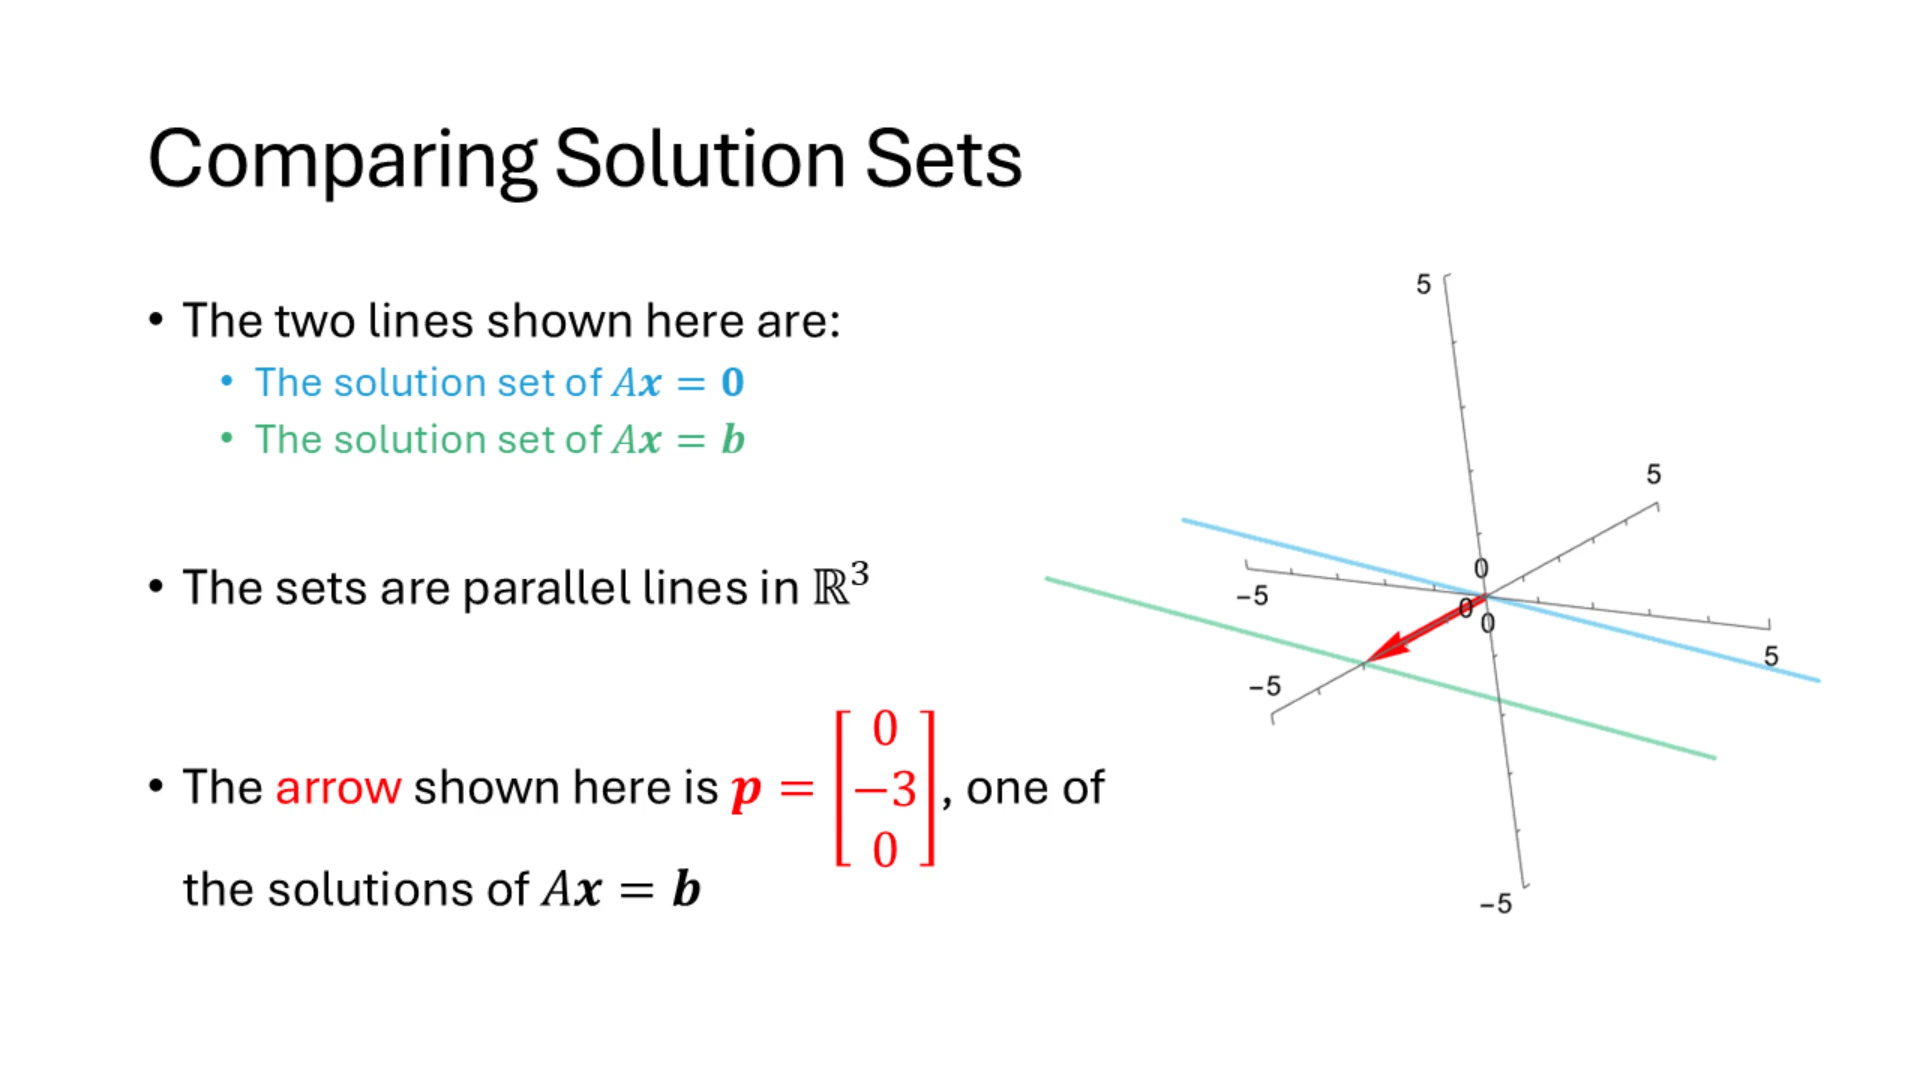 Comparing Solution Sets
• The two lines shown here are:
• The solution set of Ax = 0
• The solution set of Ax = b
• The sets are parallel lines in ℝ³
• The arrow shown here is p = [0 −3 0], one of
the solutions of Ax = b
5
5
0
−5
0
0
5
−5
−5